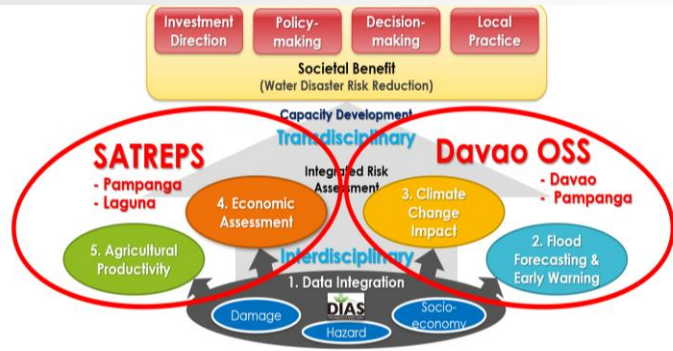 Investment Direction
Policy-making
Decision-making
Local Practice
Societal Benefit
(Water Disaster Risk Reduction)
Capacity Development
Transdisciplinary
SATREPS
- Pampanga
- Laguna
Davao OSS
- Davao
- Pampanga
Integrated Risk
Assessment
4. Economic
Assessment
3. Climate
Change
Impact
5. Agricultural
Productivity
2. Flood
Forecasting &
Early Warning
Interdisciplinary
1. Data Integration
DIAS
Damage
Hazard
Socio-
economy